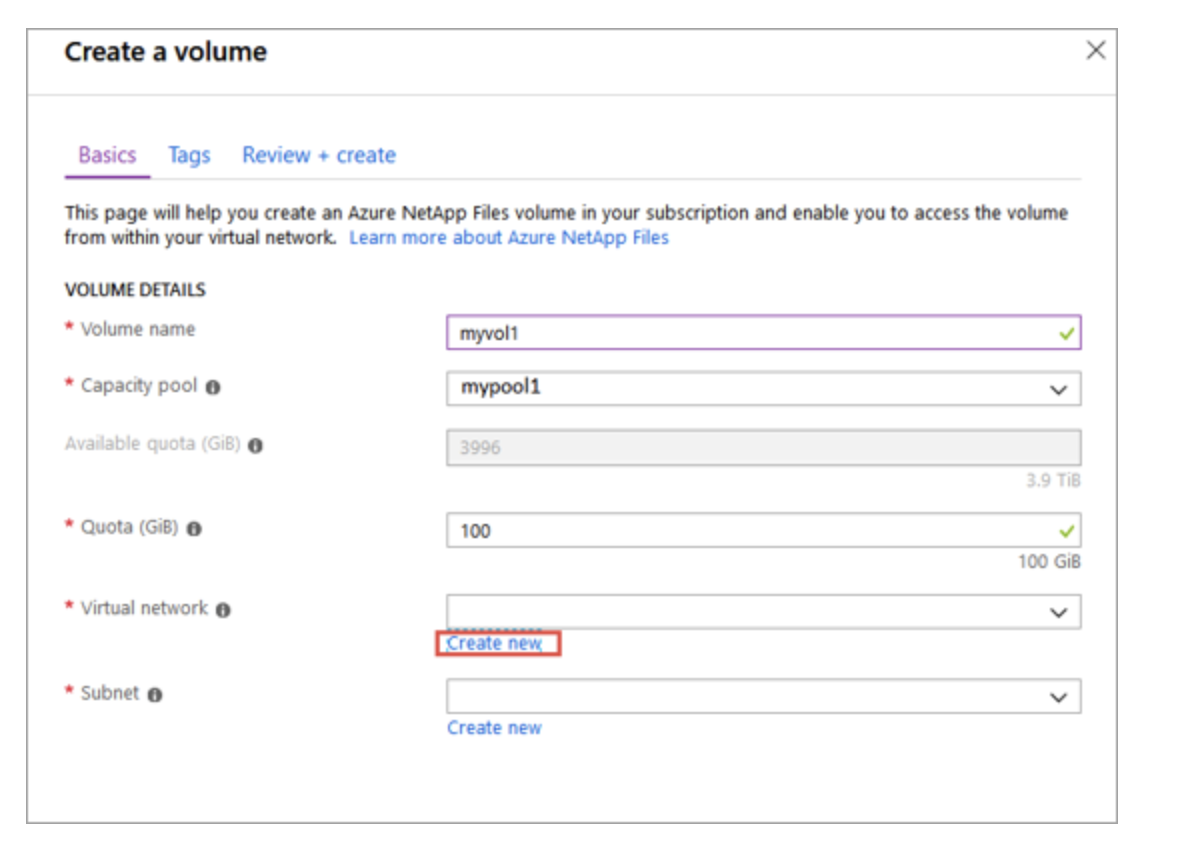 Create a volume
Basics Tags Review + create
This page will help you create an Azure NetApp Files volume in your subscription and enable you to access the volume
from within your virtual network. Learn more about Azure NetApp Files
VOLUME DETAILS
* Volume name myvol1
* Capacity pool mypool1
Available quota (GiB) 3996
3.9 TiB
* Quota (GiB) 100
100 GiB
* Virtual network
Create new
* Subnet
Create new